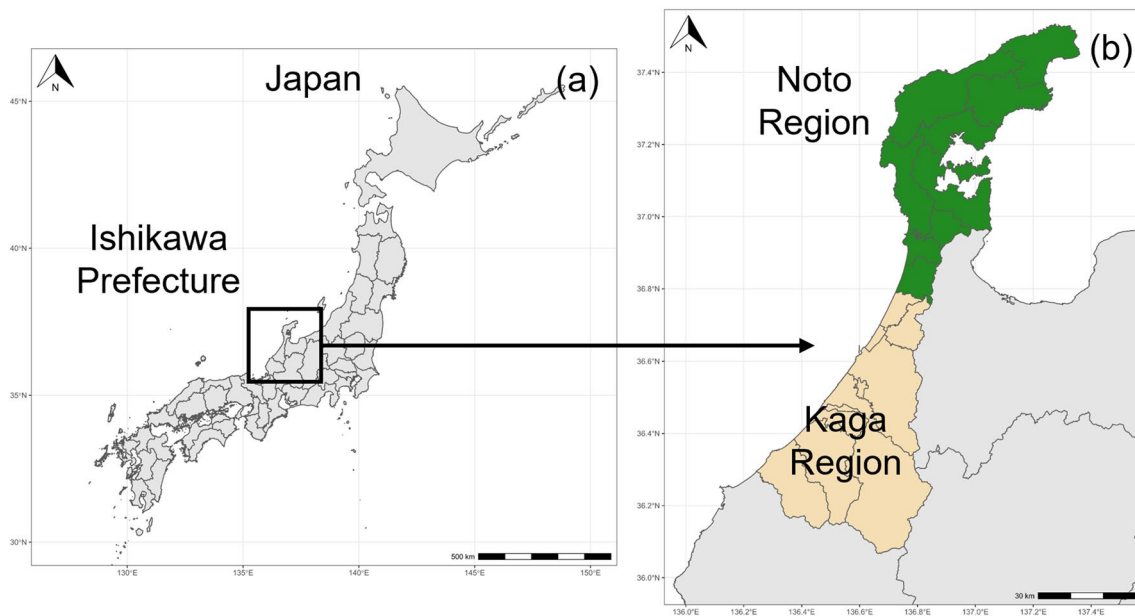 N
Japan
(a)
Ishikawa
Prefecture
45°N
40°N
35°N
30°N
130°E
135°E
140°E
145°E
150°E
500 km
N
(b)
Noto
Region
Kaga
Region
37.4°N
37.2°N
37.0°N
36.8°N
36.6°N
36.4°N
36.2°N
36.0°N
136.0°E
136.2°E
136.4°E
136.6°E
136.8°E
137.0°E
137.2°E
137.4°E
30 km